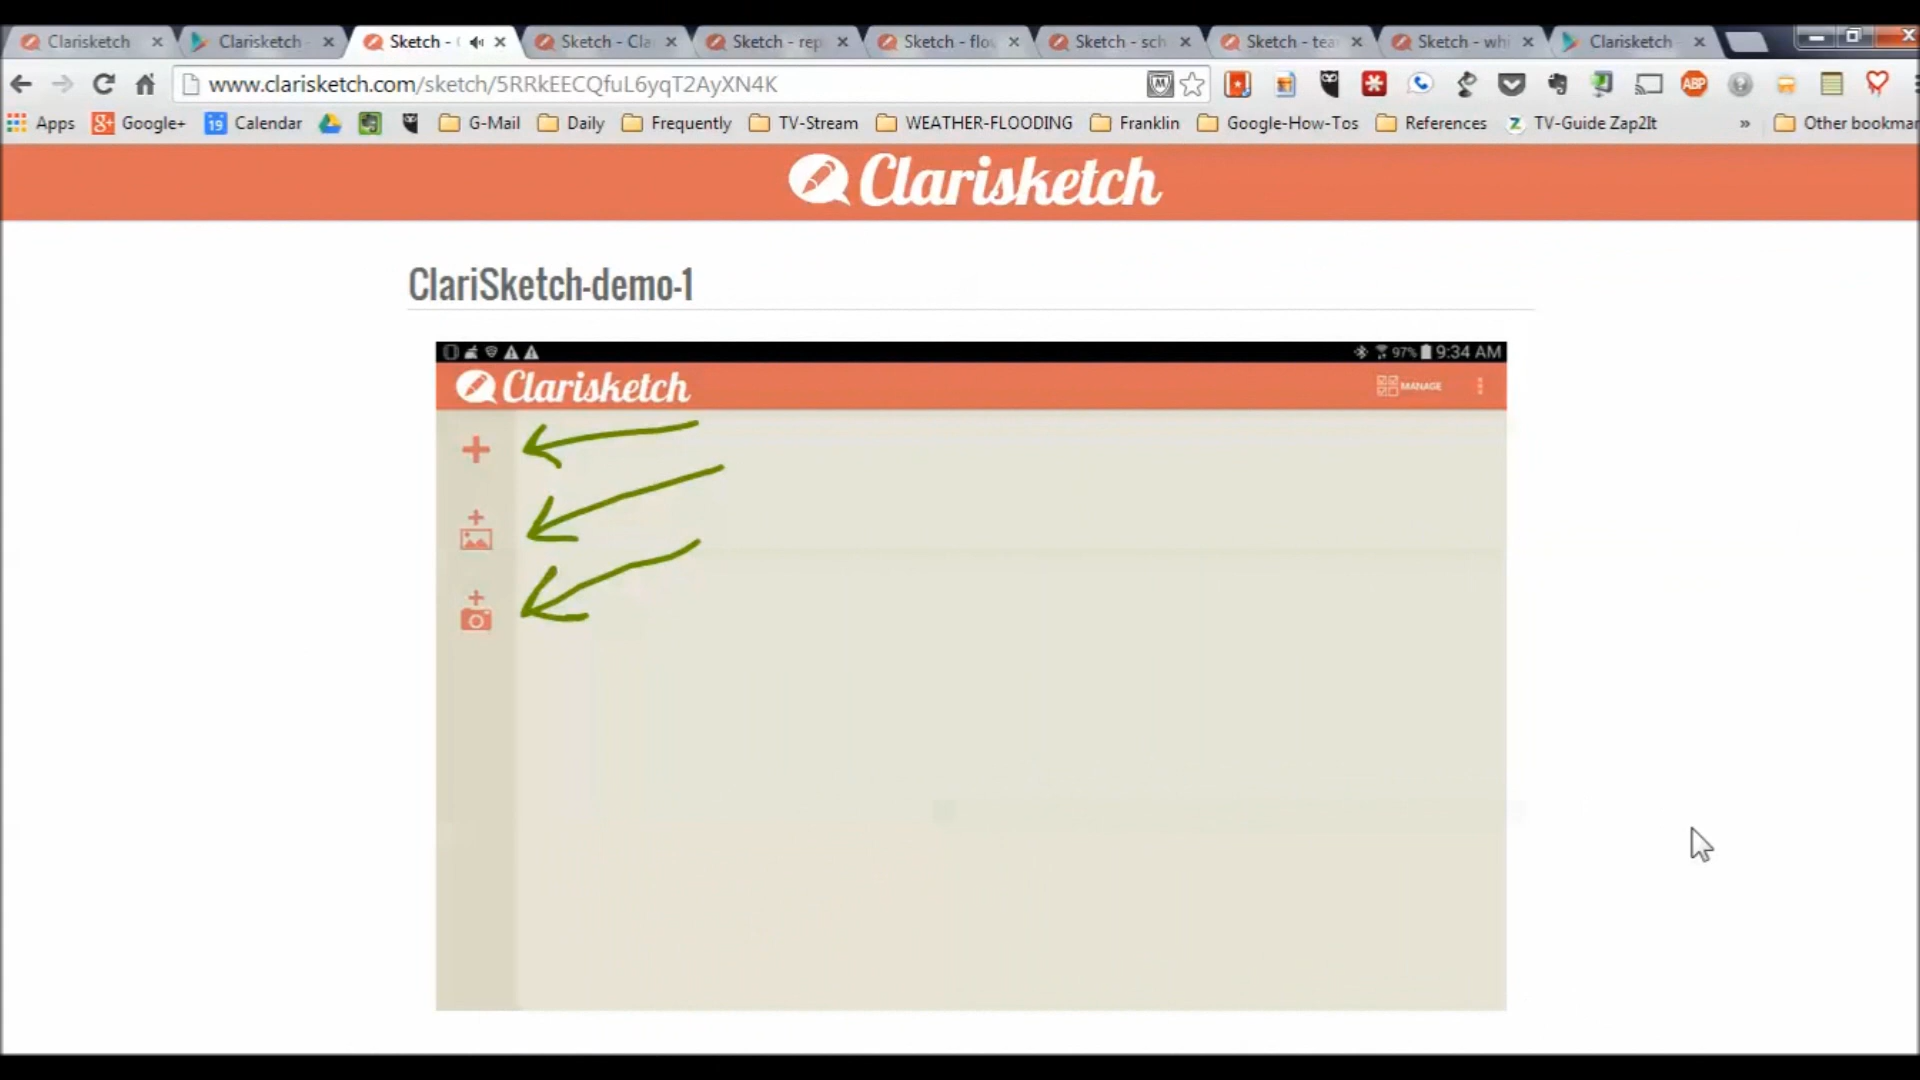 Clarisketch
Clarisketch
Sketch -
Sketch - Cla
Sketch - rep
Sketch - flo
Sketch - sch
Sketch - tea
Sketch - whi
Clarisketch
www.clarisketch.com/sketch/5RRkEECQfuL6yqT2AyXN4K
ABP
Apps
g+ Google+
19 Calendar
G-Mail
Daily
Frequently
TV-Stream
WEATHER-FLOODING
Franklin
Google-How-Tos
References
Z TV-Guide Zap2It
»
Other bookmar
Clarisketch
ClariSketch-demo-1
97% 9:34 AM
Clarisketch
MANAGE